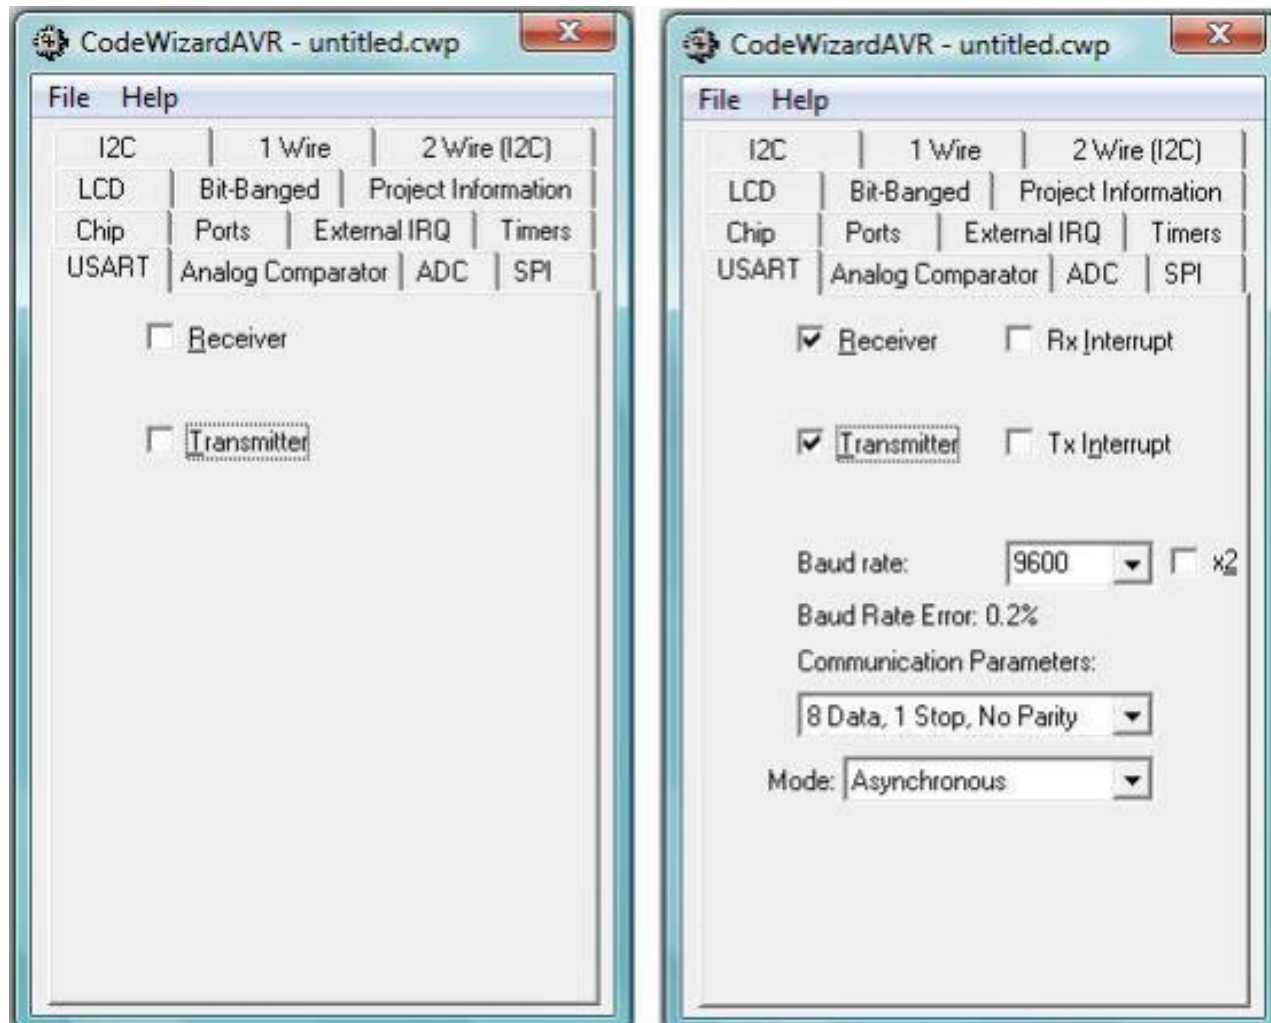 CodeWizardAVR - untitled.cwp
File Help
I2C 1 Wire 2 Wire (I2C)
LCD Bit-Banged Project Information
Chip Ports External IRQ Timers
USART Analog Comparator ADC SPI
Receiver
Transmitter
CodeWizardAVR - untitled.cwp
File Help
I2C 1 Wire 2 Wire (I2C)
LCD Bit-Banged Project Information
Chip Ports External IRQ Timers
USART Analog Comparator ADC SPI
Receiver Rx Interrupt
Transmitter Tx Interrupt
Baud rate: 9600 x2
Baud Rate Error: 0.2%
Communication Parameters:
8 Data, 1 Stop, No Parity
Mode: Asynchronous